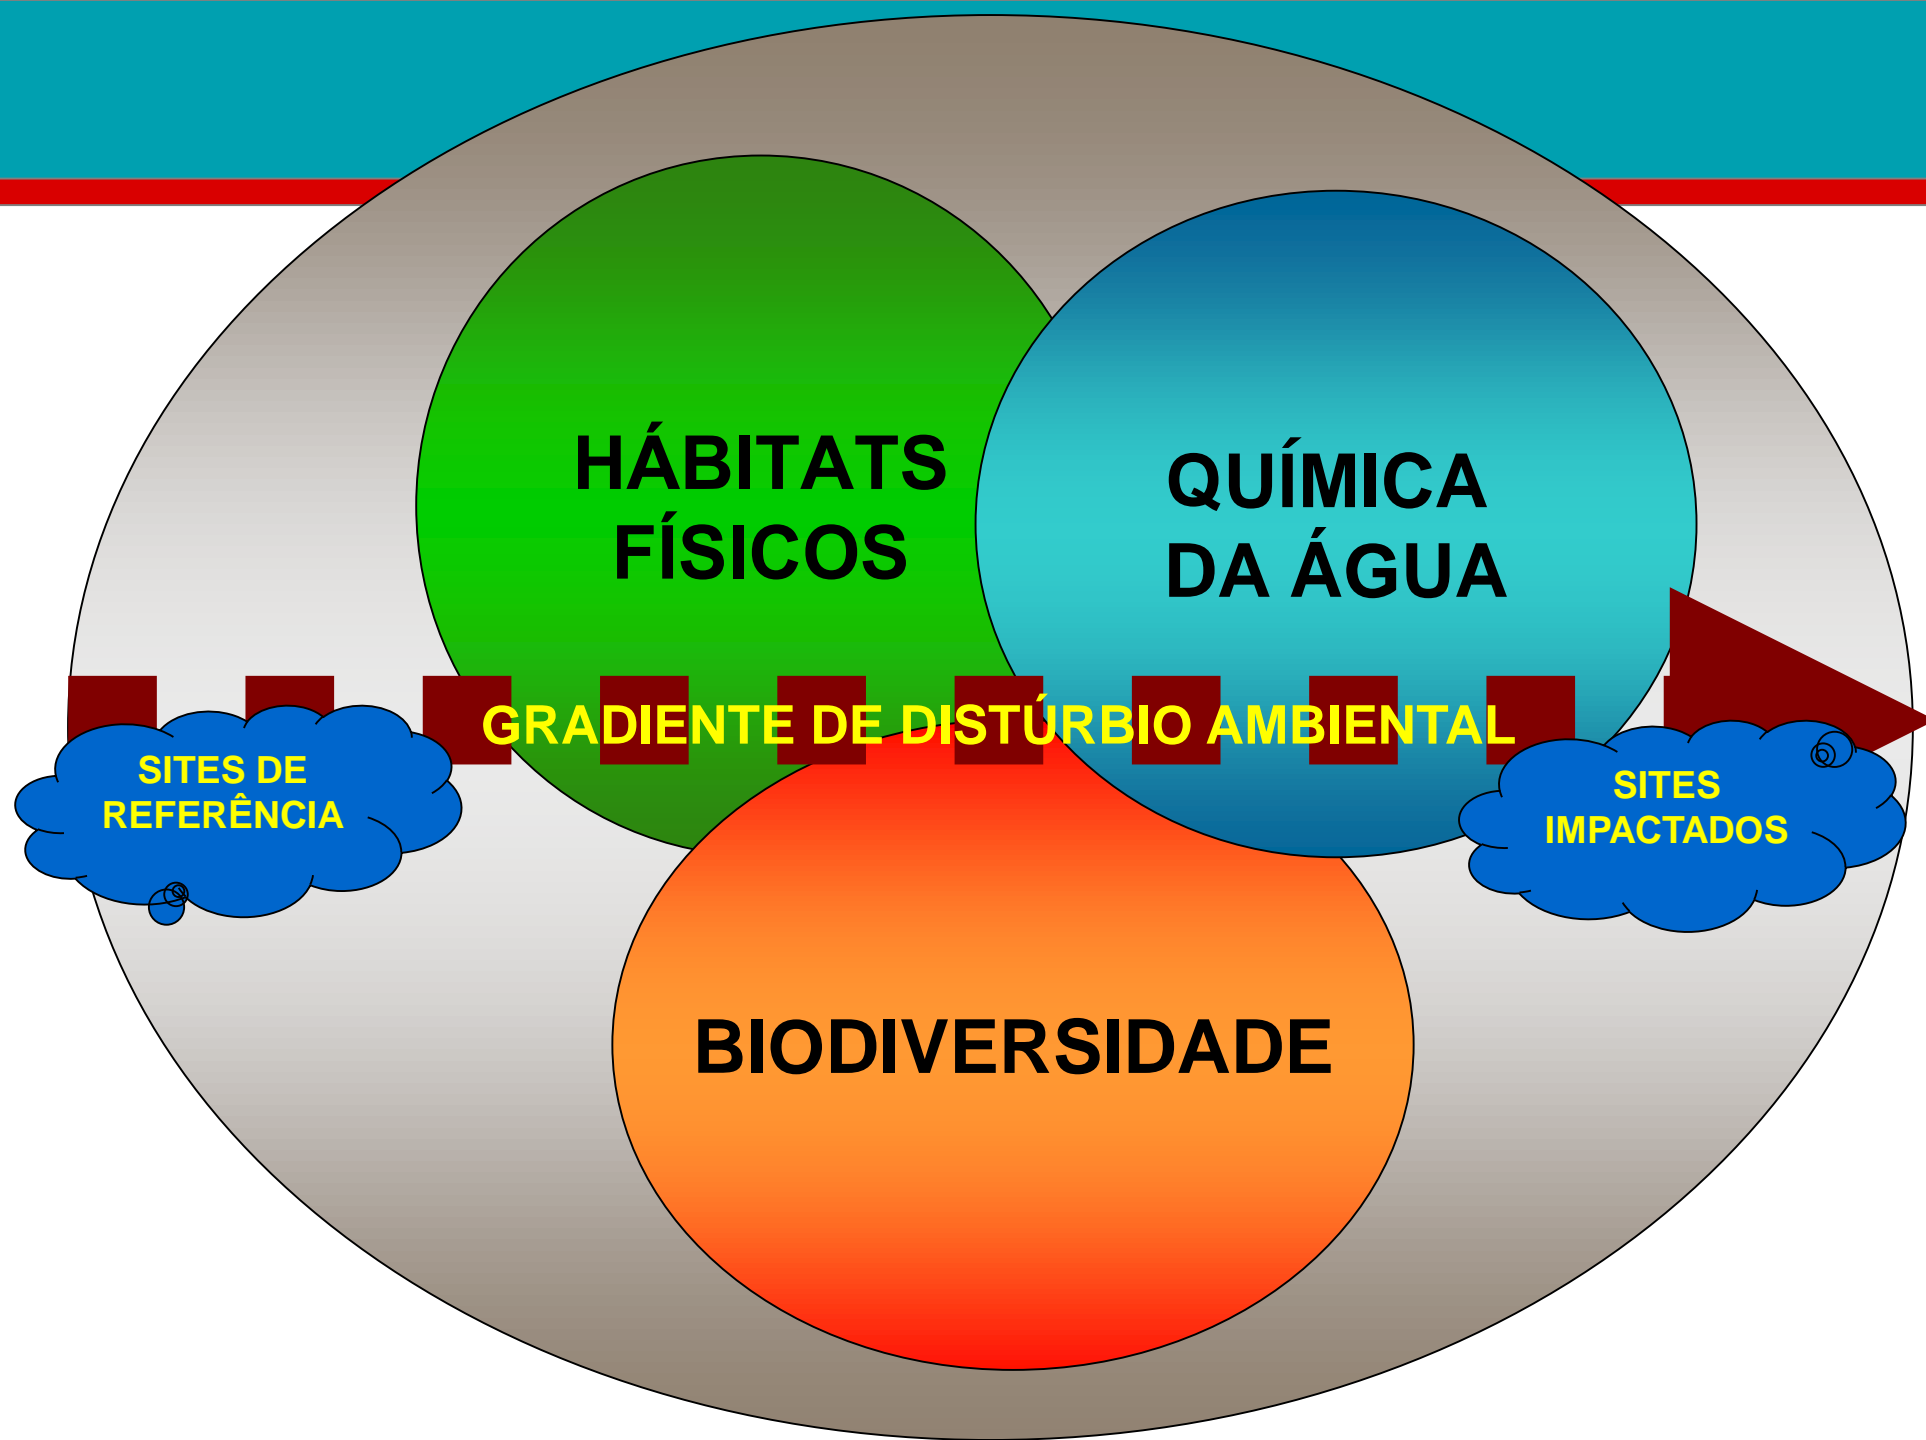 HÁBITATS
FÍSICOS
QUÍMICA
DA ÁGUA
GRADIENTE DE DISTÚRBIO AMBIENTAL
SITES DE
REFERÊNCIA
SITES
IMPACTADOS
BIODIVERSIDADE